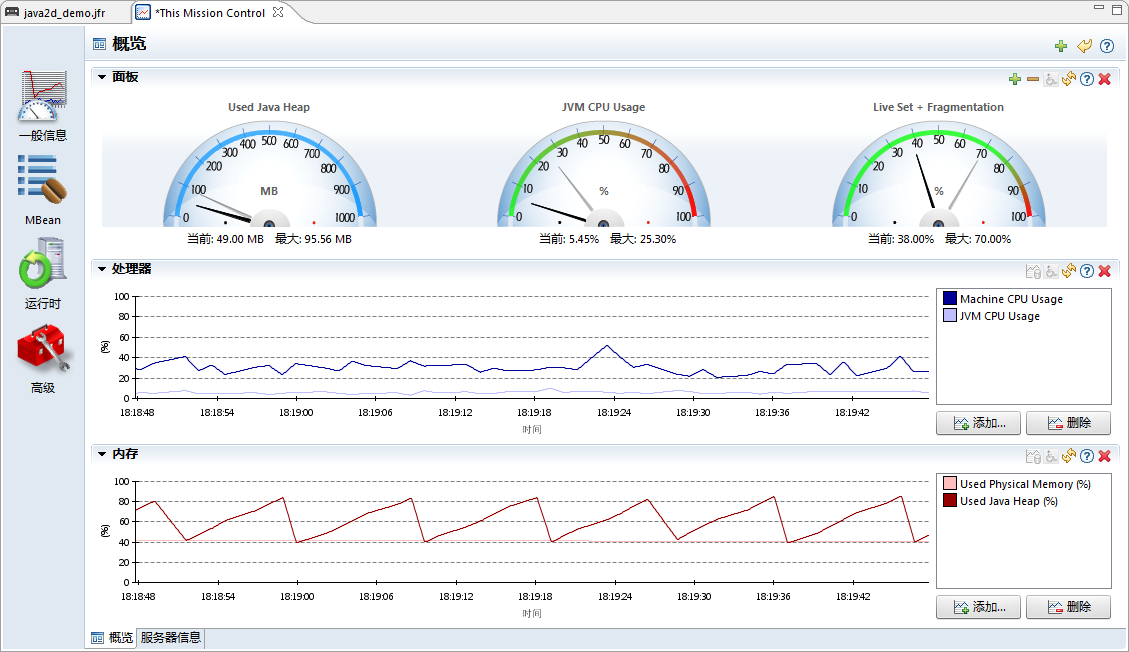 java2d_demo.jfr
*This Mission Control
概览
一般信息
MBean
运行时
高级
面板
Used Java Heap
0 100 200 300 400 500 600 700 800 900 1000
MB
当前: 49.00 MB 最大: 95.56 MB
JVM CPU Usage
0 10 20 30 40 50 60 70 80 90 100
%
当前: 5.45% 最大: 25.30%
Live Set + Fragmentation
0 10 20 30 40 50 60 70 80 90 100
%
当前: 38.00% 最大: 70.00%
处理器
100
80
60
40
20
0
(%)
18:18:48 18:18:54 18:19:00 18:19:06 18:19:12 18:19:18 18:19:24 18:19:30 18:19:36 18:19:42
时间
Machine CPU Usage
JVM CPU Usage
添加...
删除
内存
100
80
60
40
20
0
(%)
18:18:48 18:18:54 18:19:00 18:19:06 18:19:12 18:19:18 18:19:24 18:19:30 18:19:36 18:19:42
时间
Used Physical Memory (%)
Used Java Heap (%)
添加...
删除
概览
服务器信息